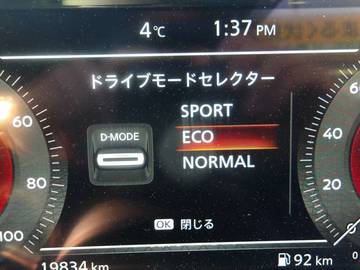 4℃ 1:37 PM
ドライブモードセレクター
SPORT
D-MODE
ECO
NORMAL
OK 閉じる
60
80
100
60
40
20
0
19834 km
92 km